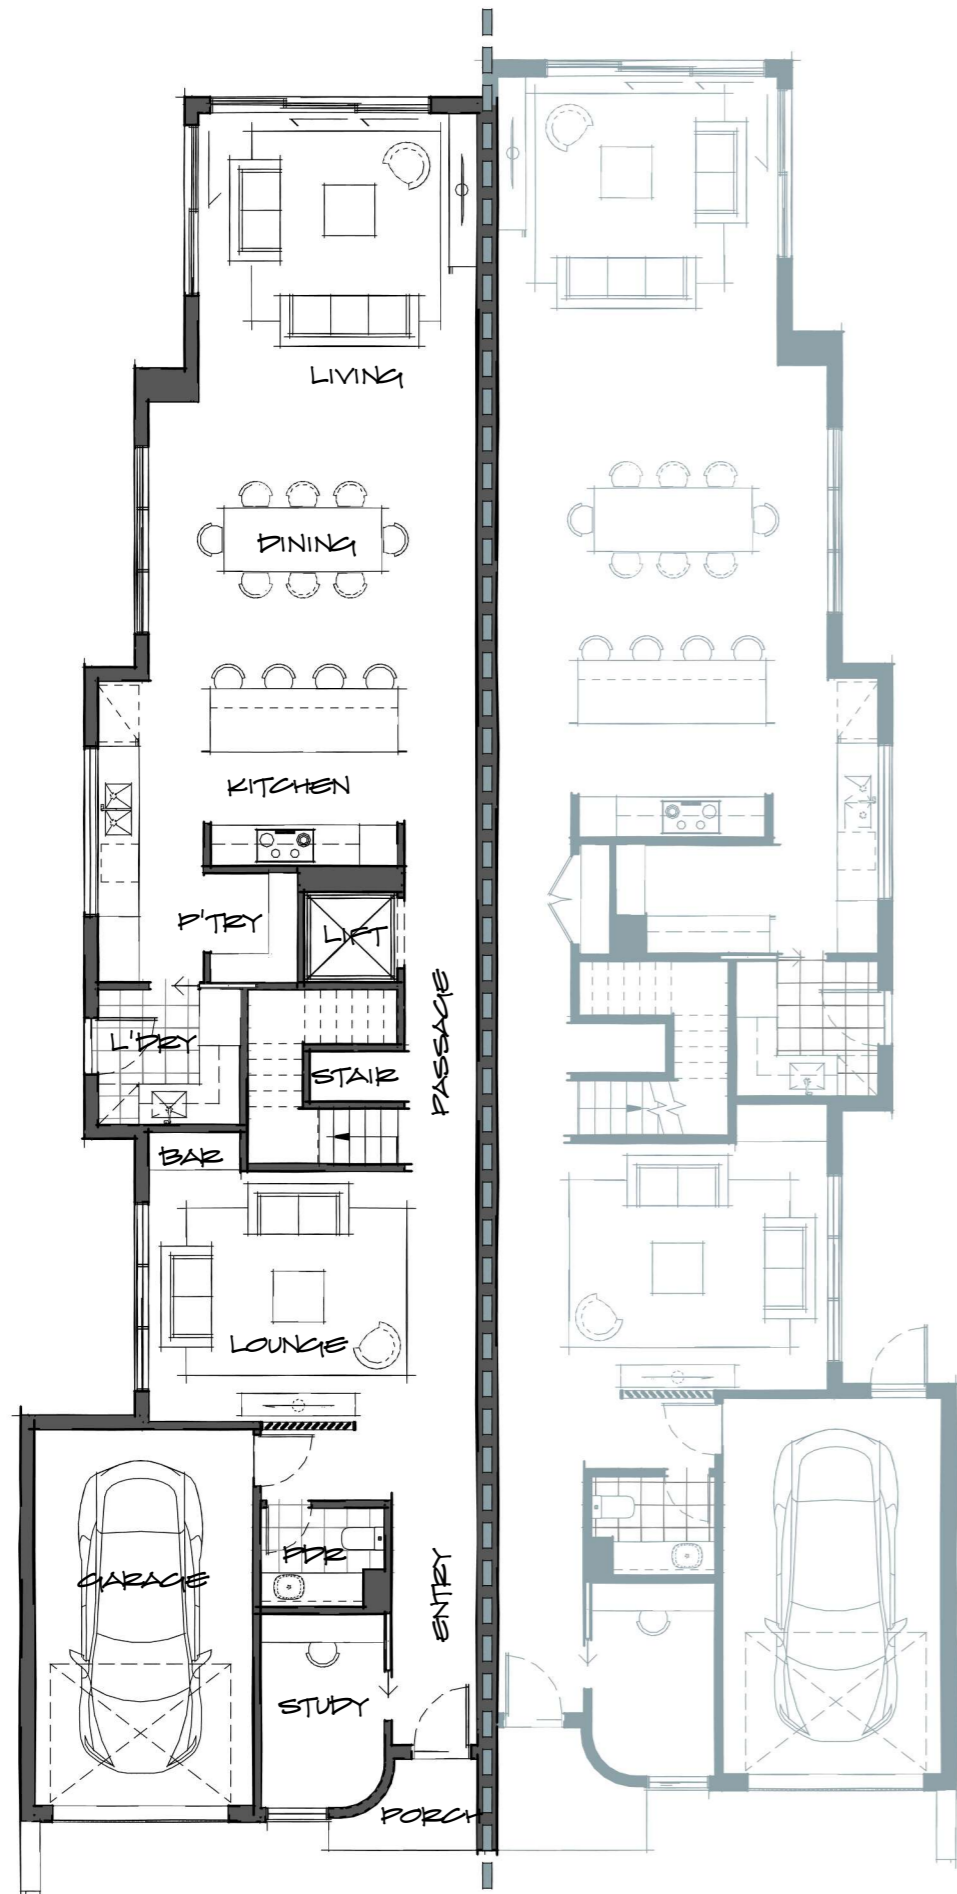 LIVING
DINING
KITCHEN
P'TRY
LIFT
PASSAGE
L'DRY
STAIR
BAR
LOUNGE
PDR
GARAGE
ENTRY
STUDY
PORCH